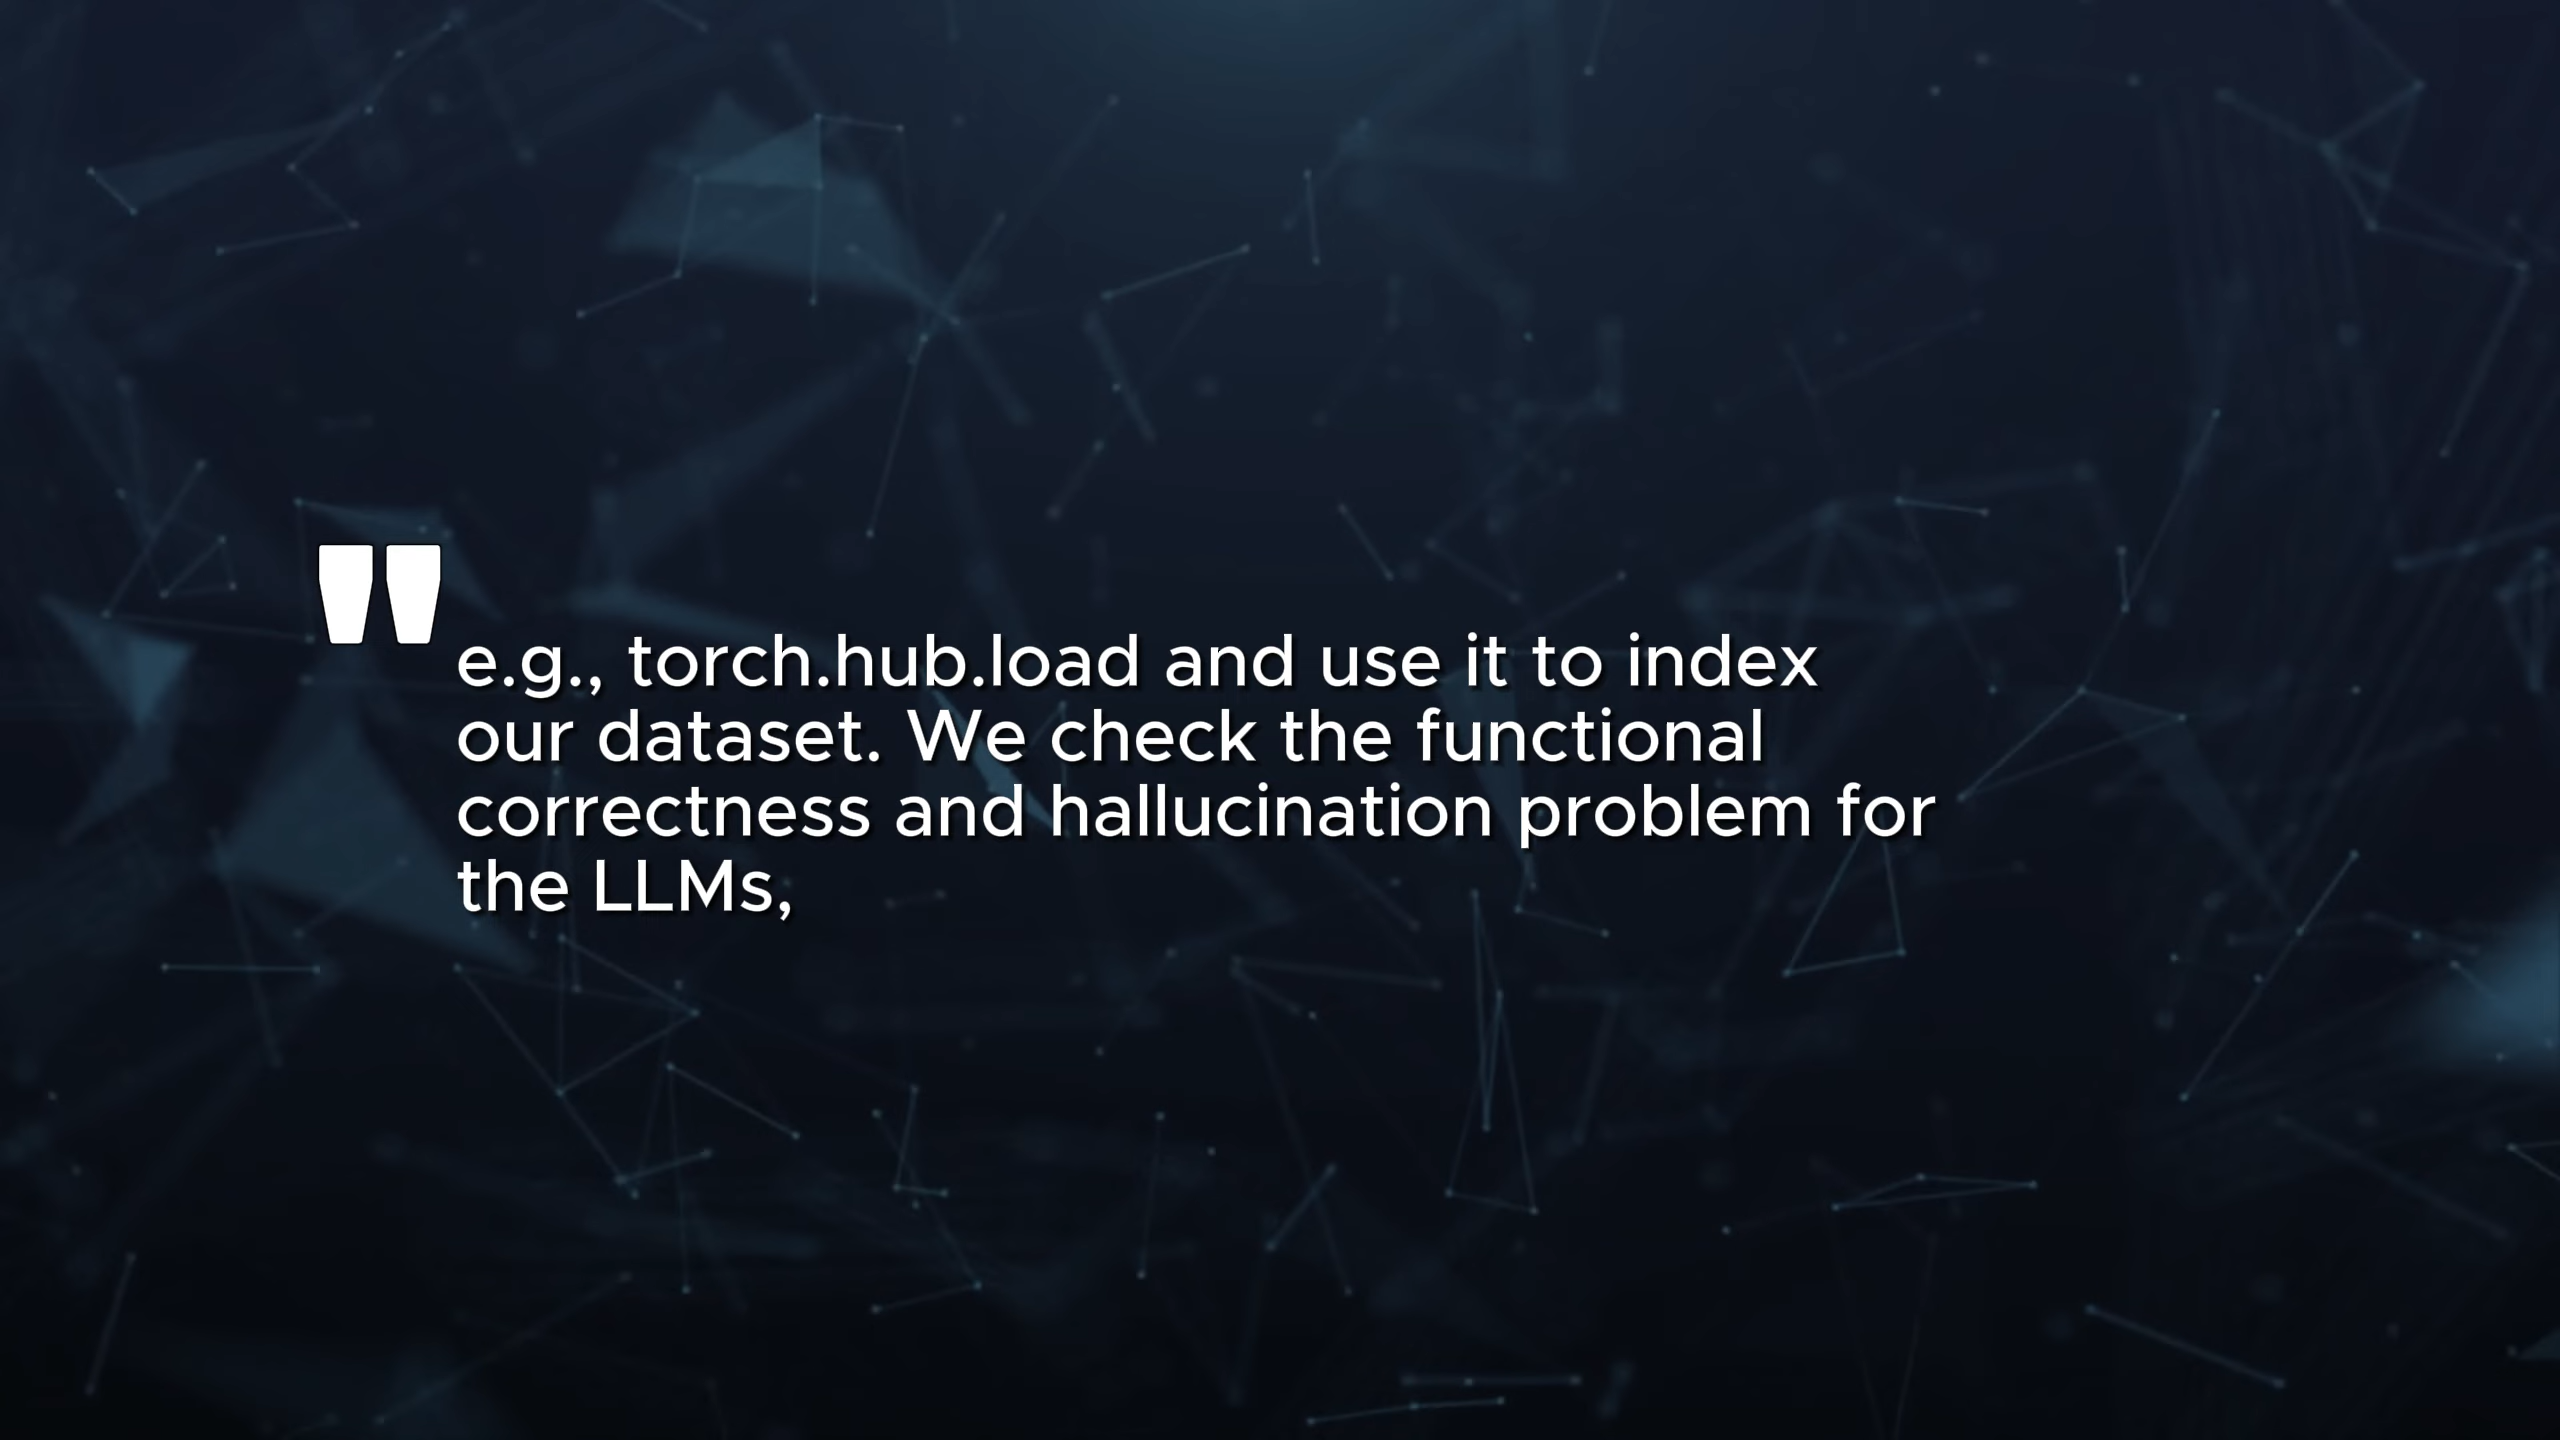 "
e.g., torch.hub.load and use it to index
our dataset. We check the functional
correctness and hallucination problem for
the LLMs,